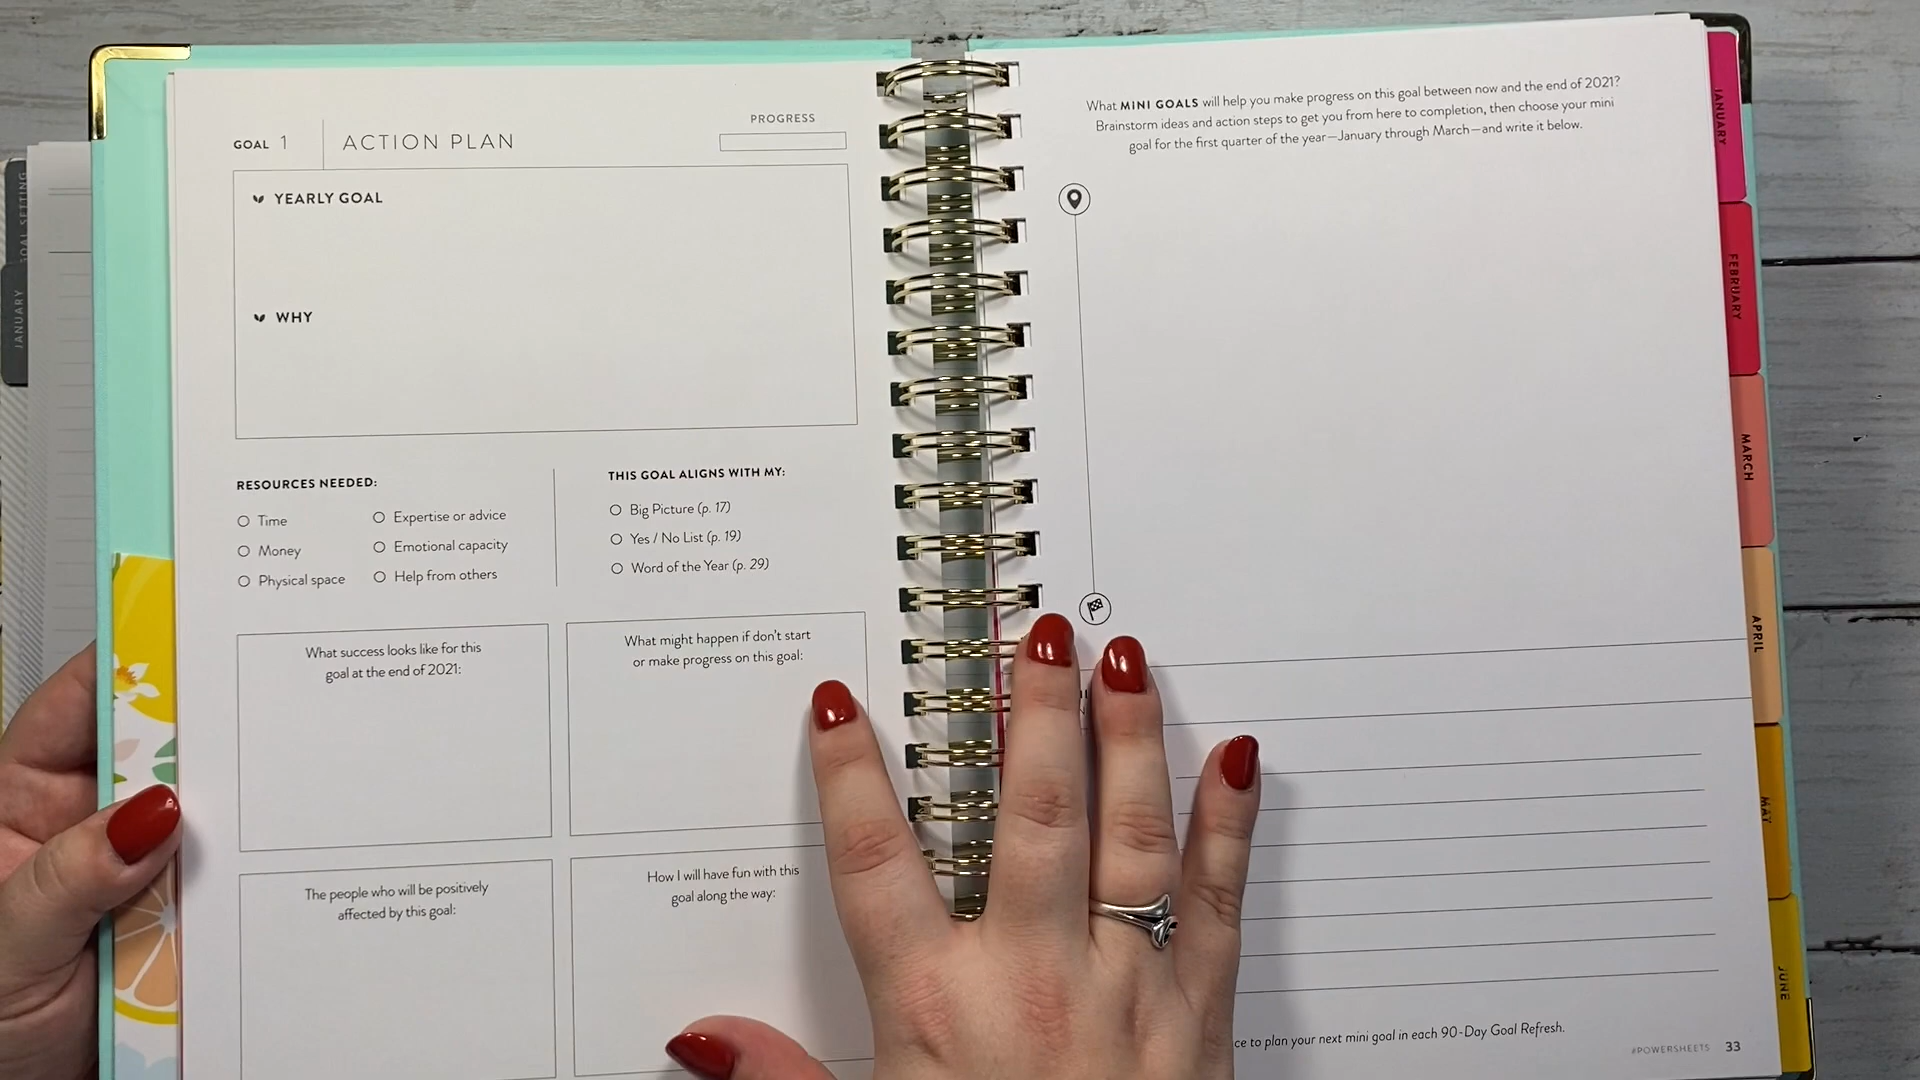 GOAL 1
ACTION PLAN
PROGRESS
YEARLY GOAL
WHY
RESOURCES NEEDED:
Time
Money
Physical space
Expertise or advice
Emotional capacity
Help from others
THIS GOAL ALIGNS WITH MY:
Big Picture (p. 17)
Yes / No List (p. 19)
Word of the Year (p. 29)
What success looks like for this
goal at the end of 2021:
What might happen if don't start
or make progress on this goal:
The people who will be positively
affected by this goal:
How I will have fun with this
goal along the way:
What MINI GOALS will help you make progress on this goal between now and the end of 2021?
Brainstorm ideas and action steps to get you from here to completion, then choose your mini
goal for the first quarter of the year—January through March—and write it below.
to plan your next mini goal in each 90-Day Goal Refresh.
#POWERSHEETS 33
JANUARY
FEBRUARY
MARCH
APRIL
MAY
JUNE
GOAL SETTING
JANUARY